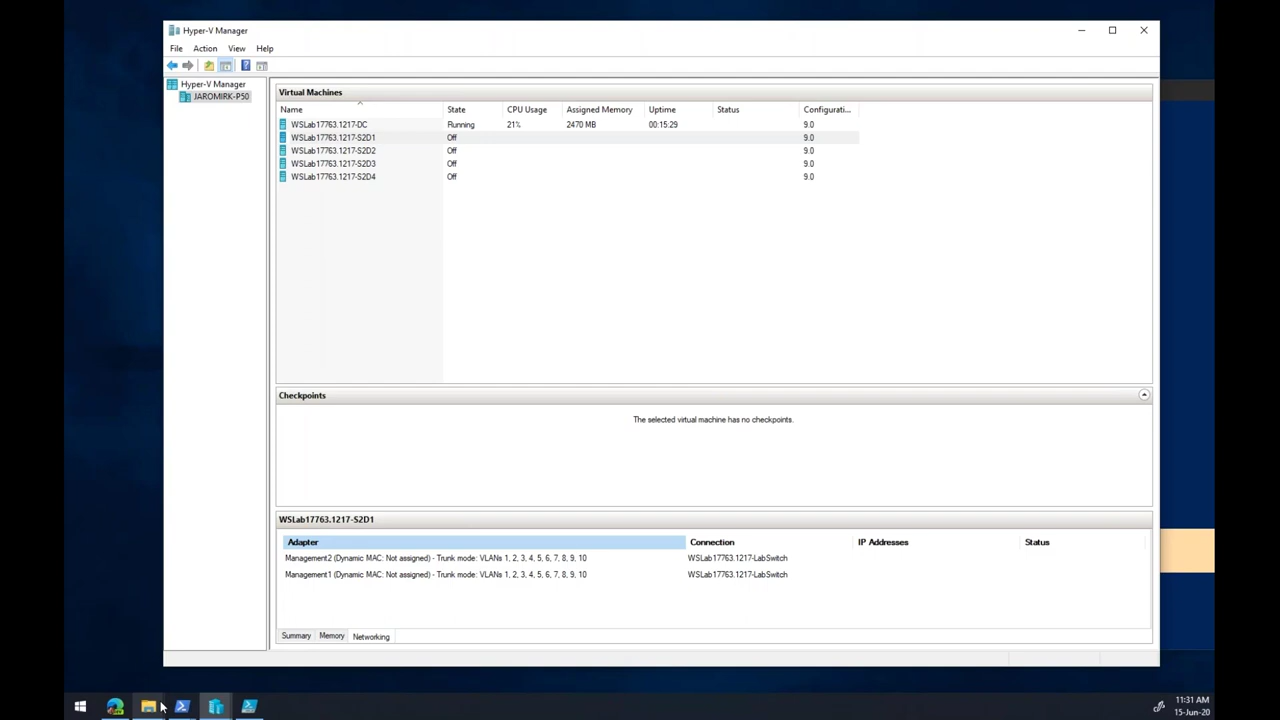 Hyper-V Manager
File Action View Help
Hyper-V Manager
JAROMIRK-P50
Virtual Machines
Name State CPU Usage Assigned Memory Uptime Status Configurati...
WSLab17763.1217-DC Running 21% 2470 MB 00:15:29 9.0
WSLab17763.1217-S2D1 Off 9.0
WSLab17763.1217-S2D2 Off 9.0
WSLab17763.1217-S2D3 Off 9.0
WSLab17763.1217-S2D4 Off 9.0
Checkpoints
The selected virtual machine has no checkpoints.
WSLab17763.1217-S2D1
Adapter Connection IP Addresses Status
Management2 (Dynamic MAC: Not assigned) - Trunk mode: VLANs 1, 2, 3, 4, 5, 6, 7, 8, 9, 10 WSLab17763.1217-LabSwitch
Management1 (Dynamic MAC: Not assigned) - Trunk mode: VLANs 1, 2, 3, 4, 5, 6, 7, 8, 9, 10 WSLab17763.1217-LabSwitch
Summary Memory Networking
11:31 AM
15-Jun-20